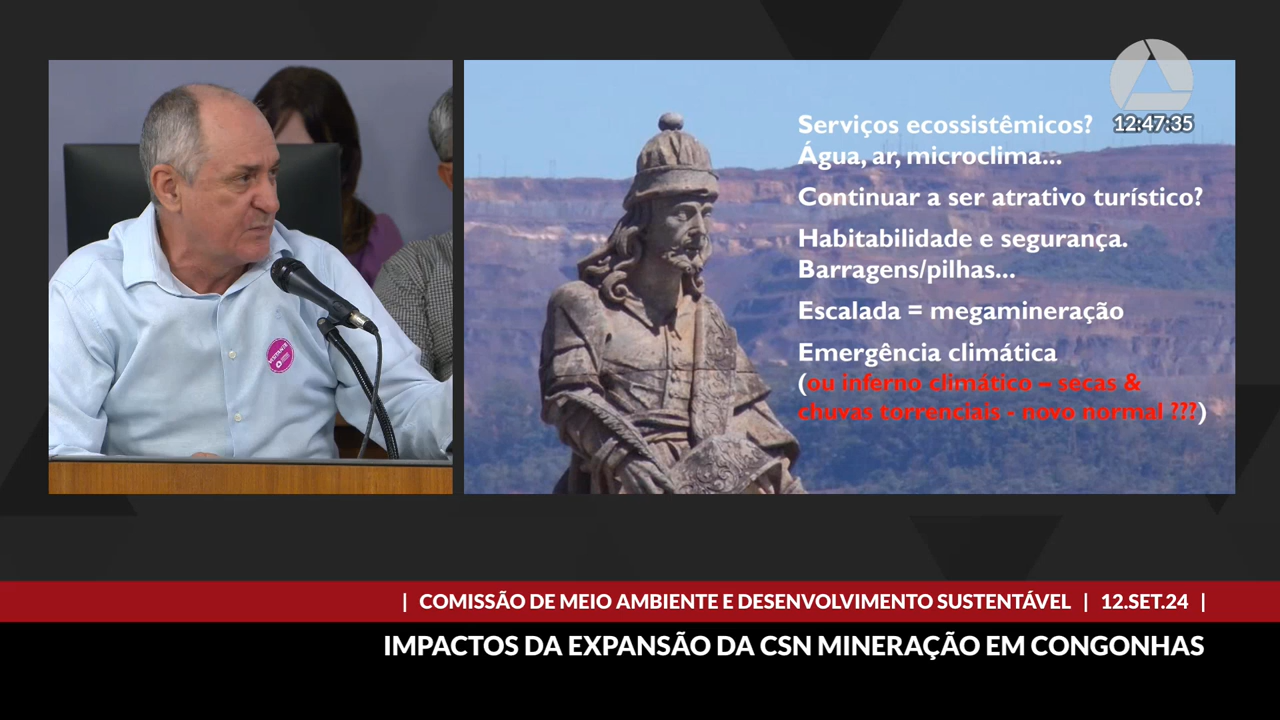 12:47:35
Serviços ecossistêmicos?
Água, ar, microclima...
Continuar a ser atrativo turístico?
Habitabilidade e segurança.
Barragens/pilhas...
Escalada = megamineração
Emergência climática
(ou inferno climático – secas &
chuvas torrenciais - novo normal ???)
| COMISSÃO DE MEIO AMBIENTE E DESENVOLVIMENTO SUSTENTÁVEL | 12.SET.24 |
IMPACTOS DA EXPANSÃO DA CSN MINERAÇÃO EM CONGONHAS